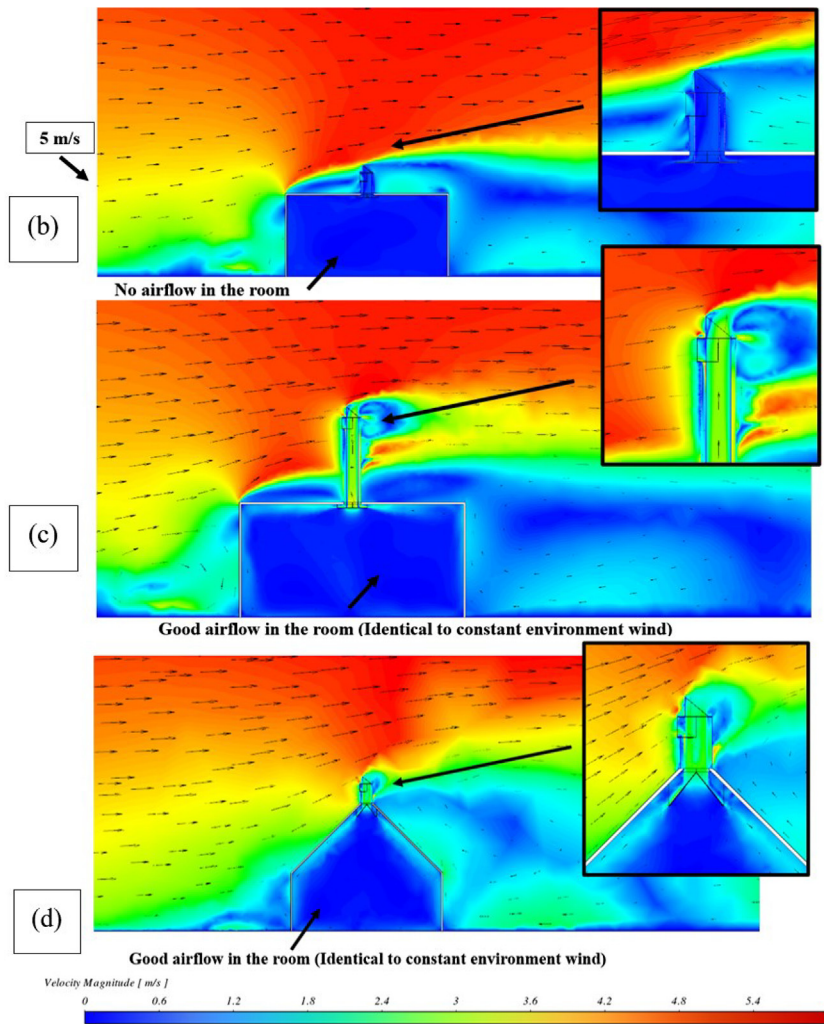 5 m/s
(b)
No airflow in the room
(c)
Good airflow in the room (Identical to constant environment wind)
(d)
Good airflow in the room (Identical to constant environment wind)
Velocity Magnitude [ m/s ]
0 0.6 1.2 1.8 2.4 3 3.6 4.2 4.8 5.4